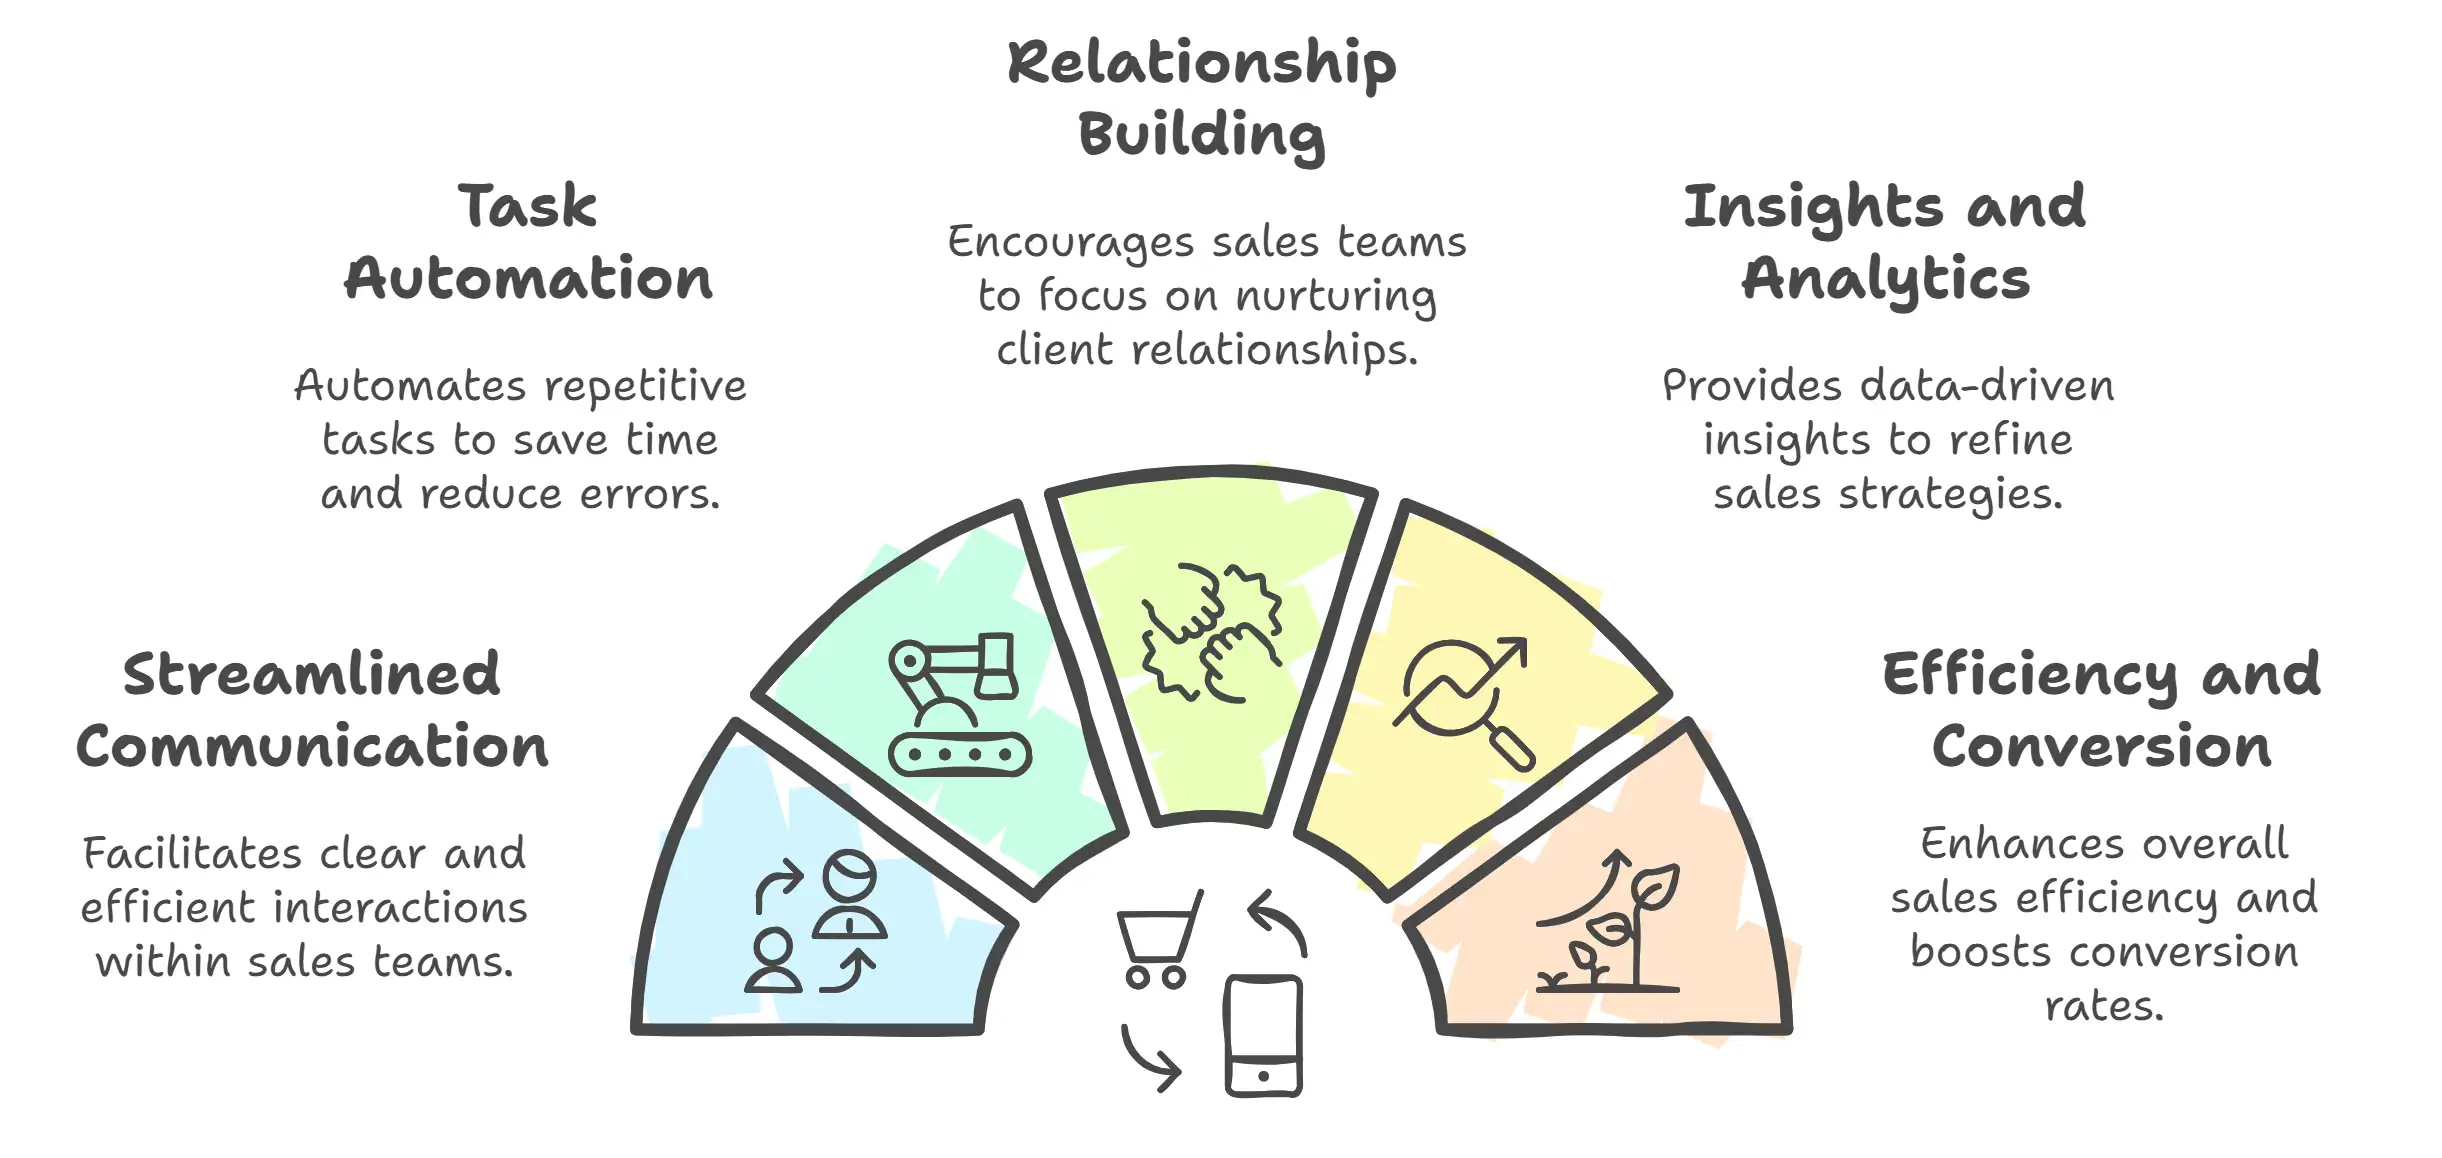 Relationship
Building
Encourages sales teams
to focus on nurturing
client relationships.
Task
Automation
Automates repetitive
tasks to save time
and reduce errors.
Insights and
Analytics
Provides data-driven
insights to refine
sales strategies.
Streamlined
Communication
Facilitates clear and
efficient interactions
within sales teams.
Efficiency and
Conversion
Enhances overall
sales efficiency and
boosts conversion
rates.